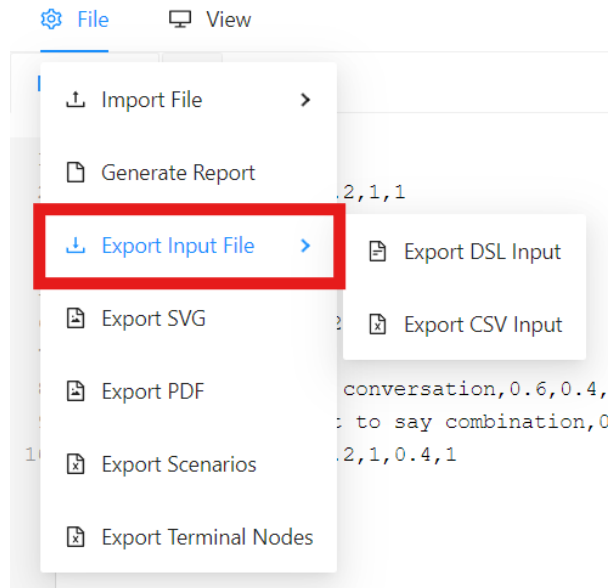 File View
Import File
Generate Report
2,1,1
Export Input File
Export DSL Input
Export SVG
Export CSV Input
Export PDF
conversation,0.6,0.4,
to say combination,0
10
.2,1,0.4,1
Export Scenarios
Export Terminal Nodes